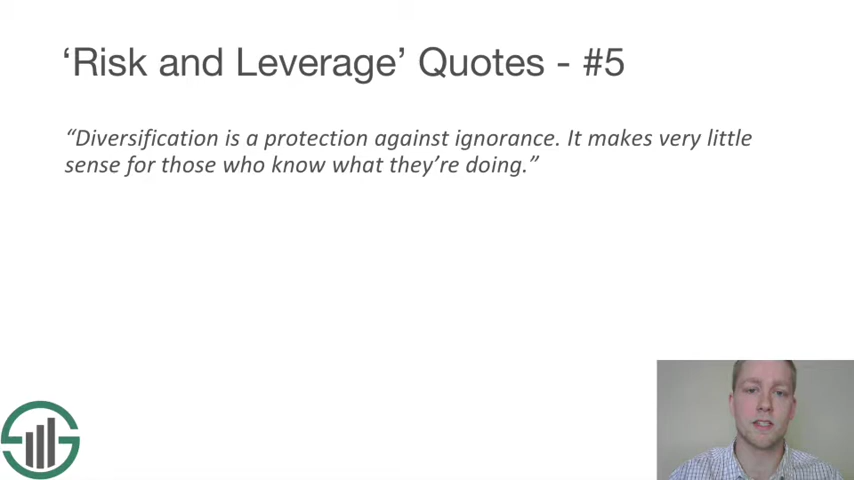 ‘Risk and Leverage’ Quotes - #5
“Diversification is a protection against ignorance. It makes very little
sense for those who know what they’re doing.”